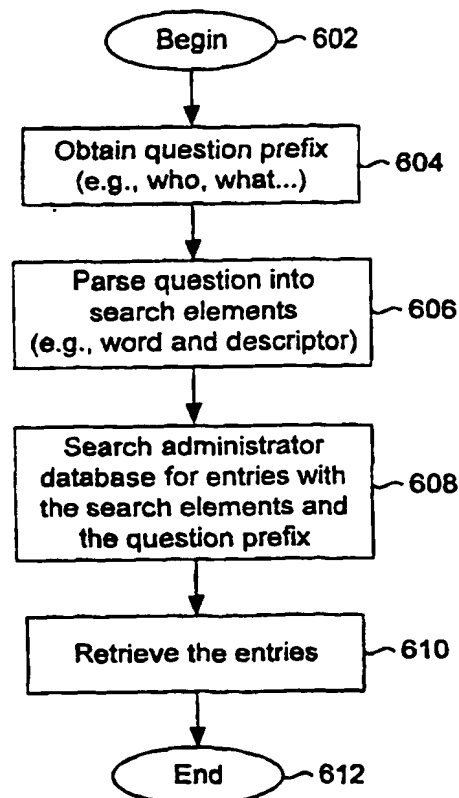 Begin
602
Obtain question prefix
(e.g., who, what...)
604
Parse question into
search elements
(e.g., word and descriptor)
606
Search administrator
database for entries with
the search elements and
the question prefix
608
Retrieve the entries
610
End
612